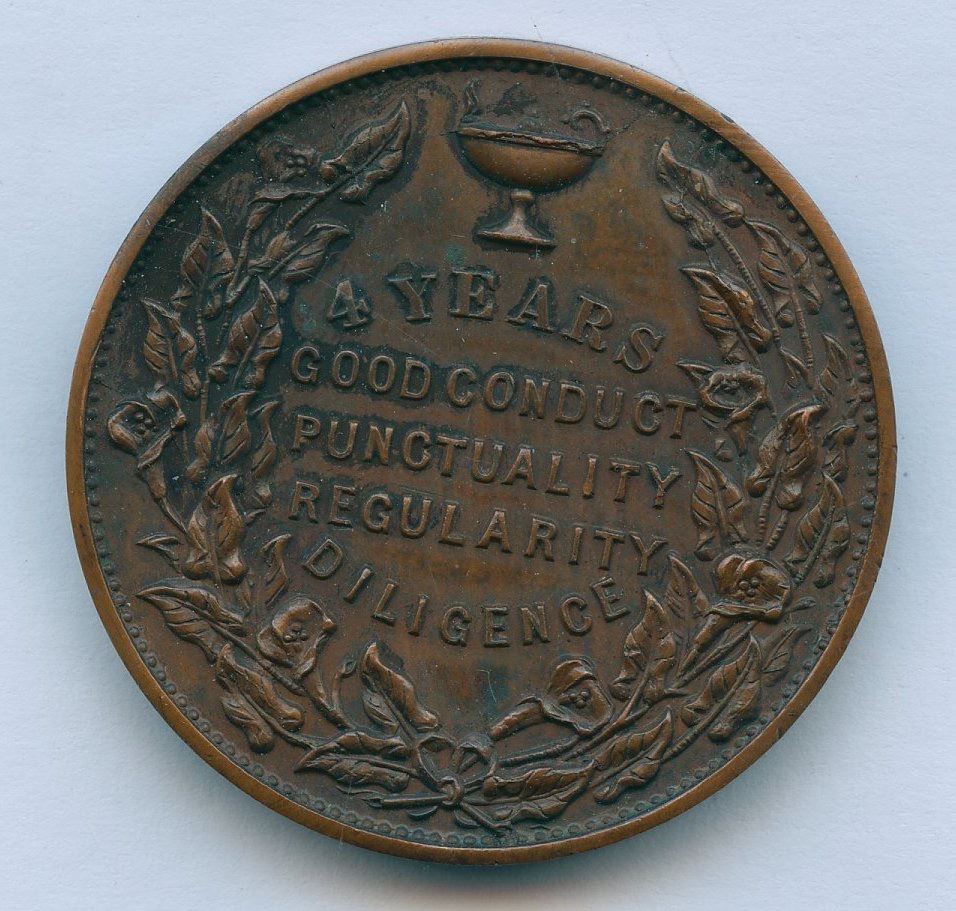 4 YEARS
GOOD CONDUCT
PUNCTUALITY
REGULARITY
DILIGENCE